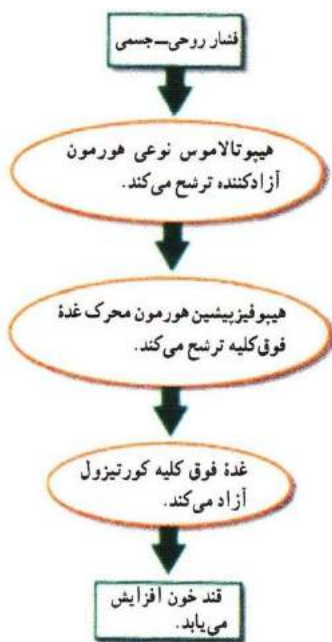 فشار روحی–جسمی
هیپوتالاموس نوعی هورمون
آزادکننده ترشح می‌کند.
هیپوفیزپیشین هورمون محرک غدهٔ
فوق‌کلیه ترشح می‌کند.
غدهٔ فوق کلیه کورتیزول
آزاد می‌کند.
قند خون افزایش
می‌یابد.